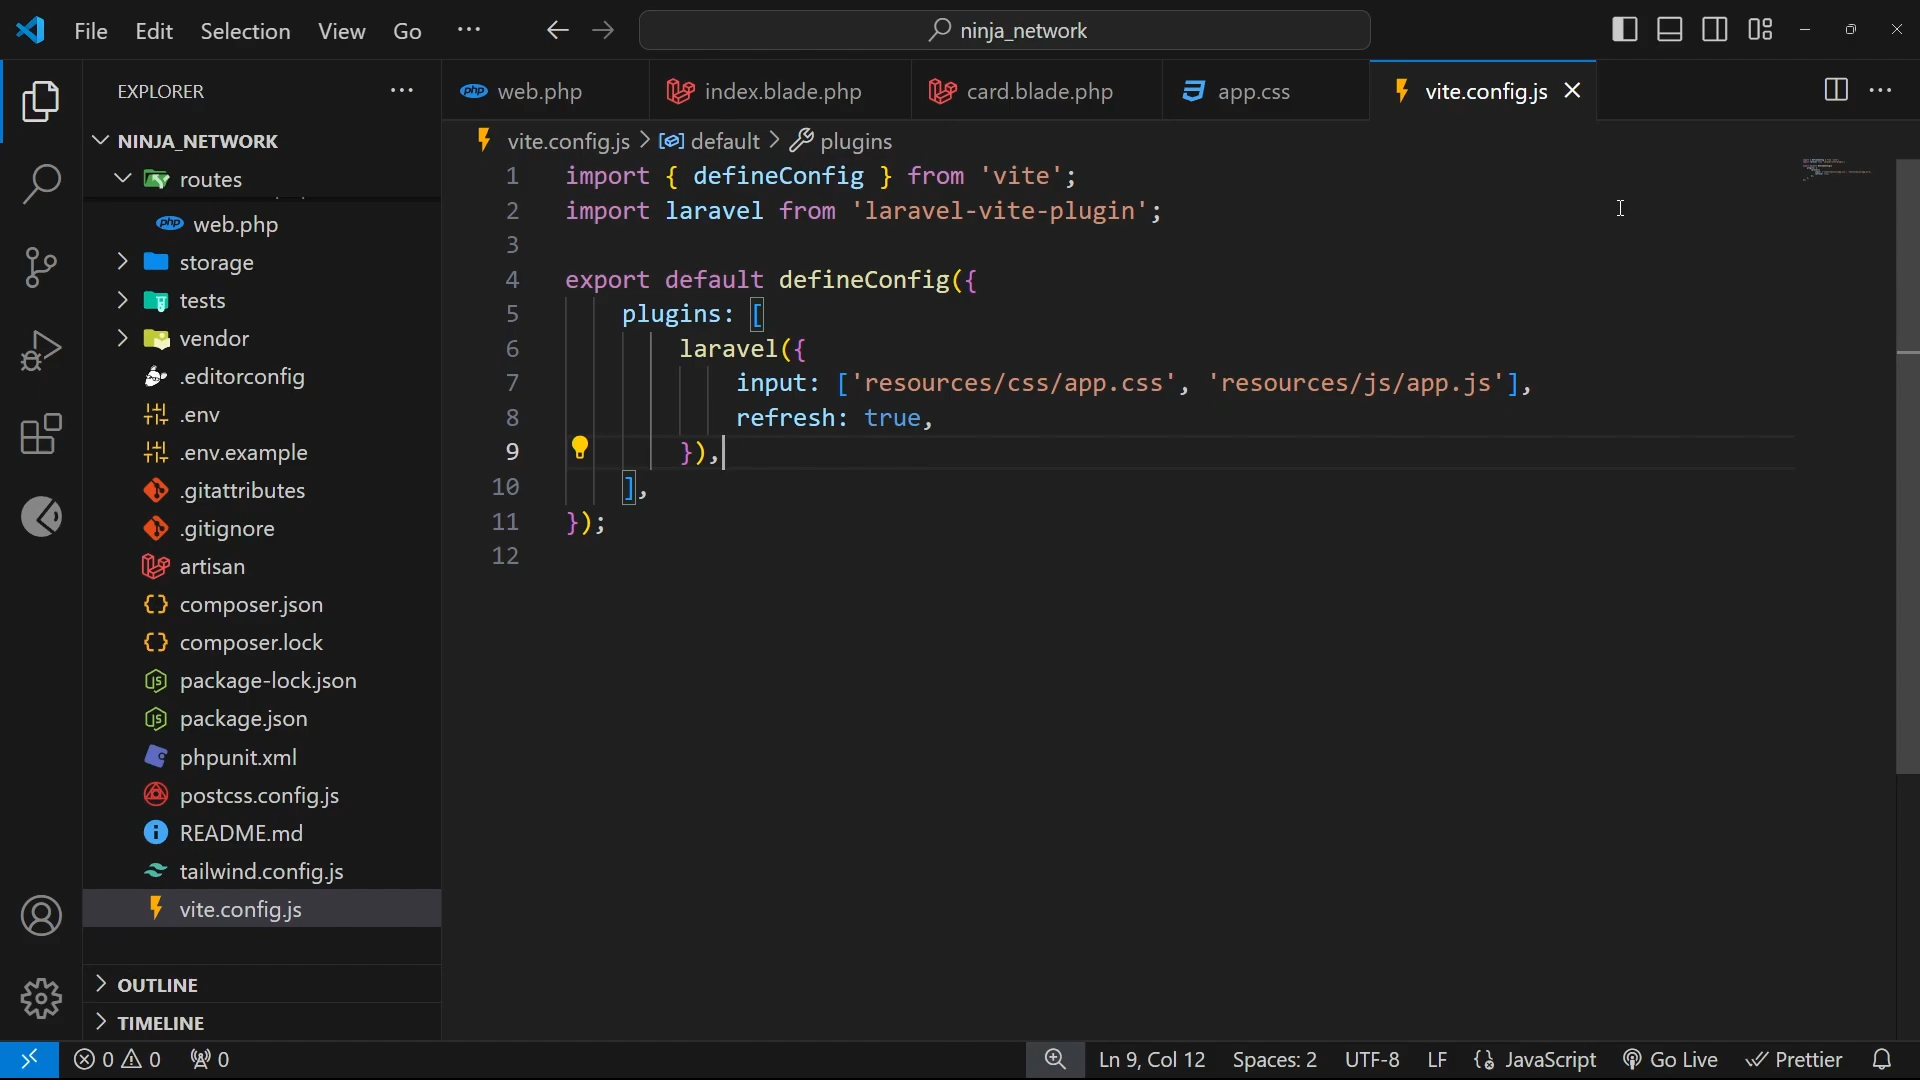 File Edit Selection View Go ninja_network
EXPLORER
NINJA_NETWORK
routes
web.php
storage
tests
vendor
.editorconfig
.env
.env.example
.gitattributes
.gitignore
artisan
composer.json
composer.lock
package-lock.json
package.json
phpunit.xml
postcss.config.js
README.md
tailwind.config.js
vite.config.js
OUTLINE
TIMELINE
web.php index.blade.php card.blade.php app.css vite.config.js
vite.config.js > default > plugins
1 import { defineConfig } from 'vite';
2 import laravel from 'laravel-vite-plugin';
3
4 export default defineConfig({
5 plugins: [
6 laravel({
7 input: ['resources/css/app.css', 'resources/js/app.js'],
8 refresh: true,
9 }),
10 ],
11 });
12
0 0 0 Ln 9, Col 12 Spaces: 2 UTF-8 LF JavaScript Go Live Prettier